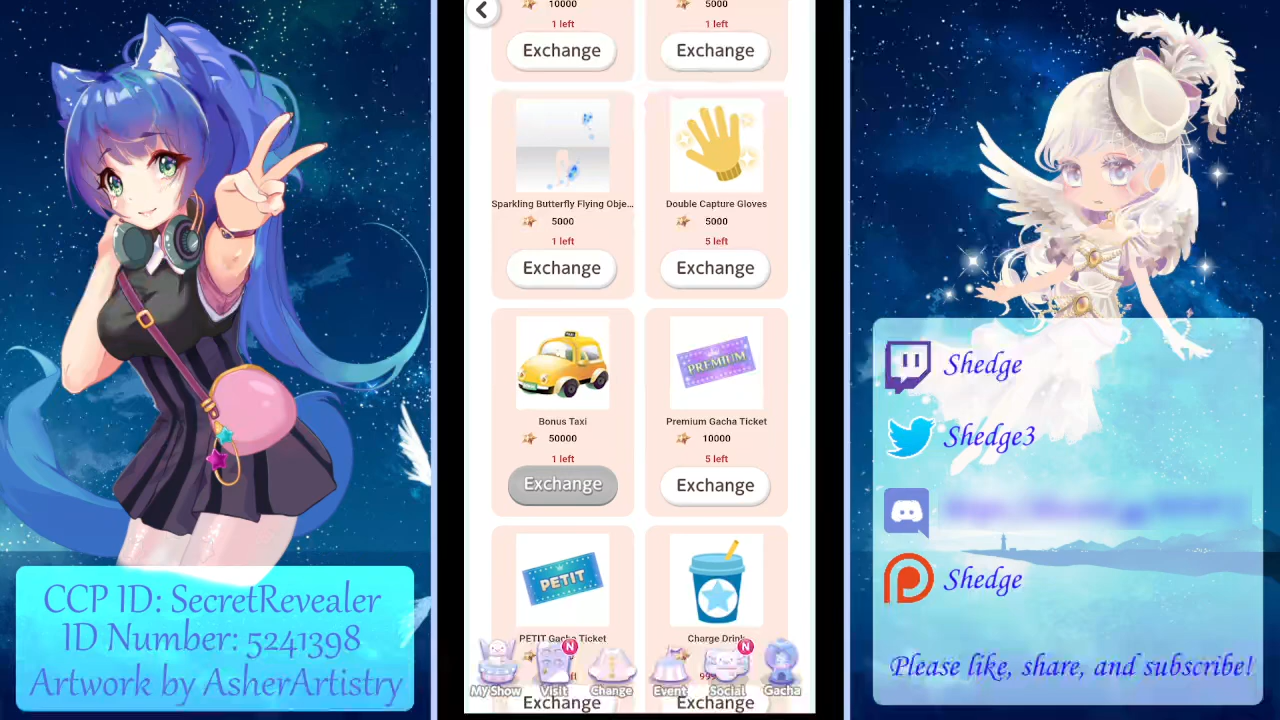 10000
5000
1 left
1 left
Exchange
Exchange
Sparkling Butterfly Flying Obje...
Double Capture Gloves
5000
5000
1 left
5 left
Exchange
Exchange
TAXI
PREMIUM
Bonus Taxi
Premium Gacha Ticket
50000
10000
1 left
5 left
Exchange
Exchange
PETIT
PETIT Gacha Ticket
Charge Drink
N
N
My Show
Visit
Change
Event
Social
Gacha
Exchange
Exchange
CCP ID: SecretRevealer
ID Number: 5241398
Artwork by AsherArtistry
Shedge
Shedge3
Shedge
Please like, share, and subscribe!